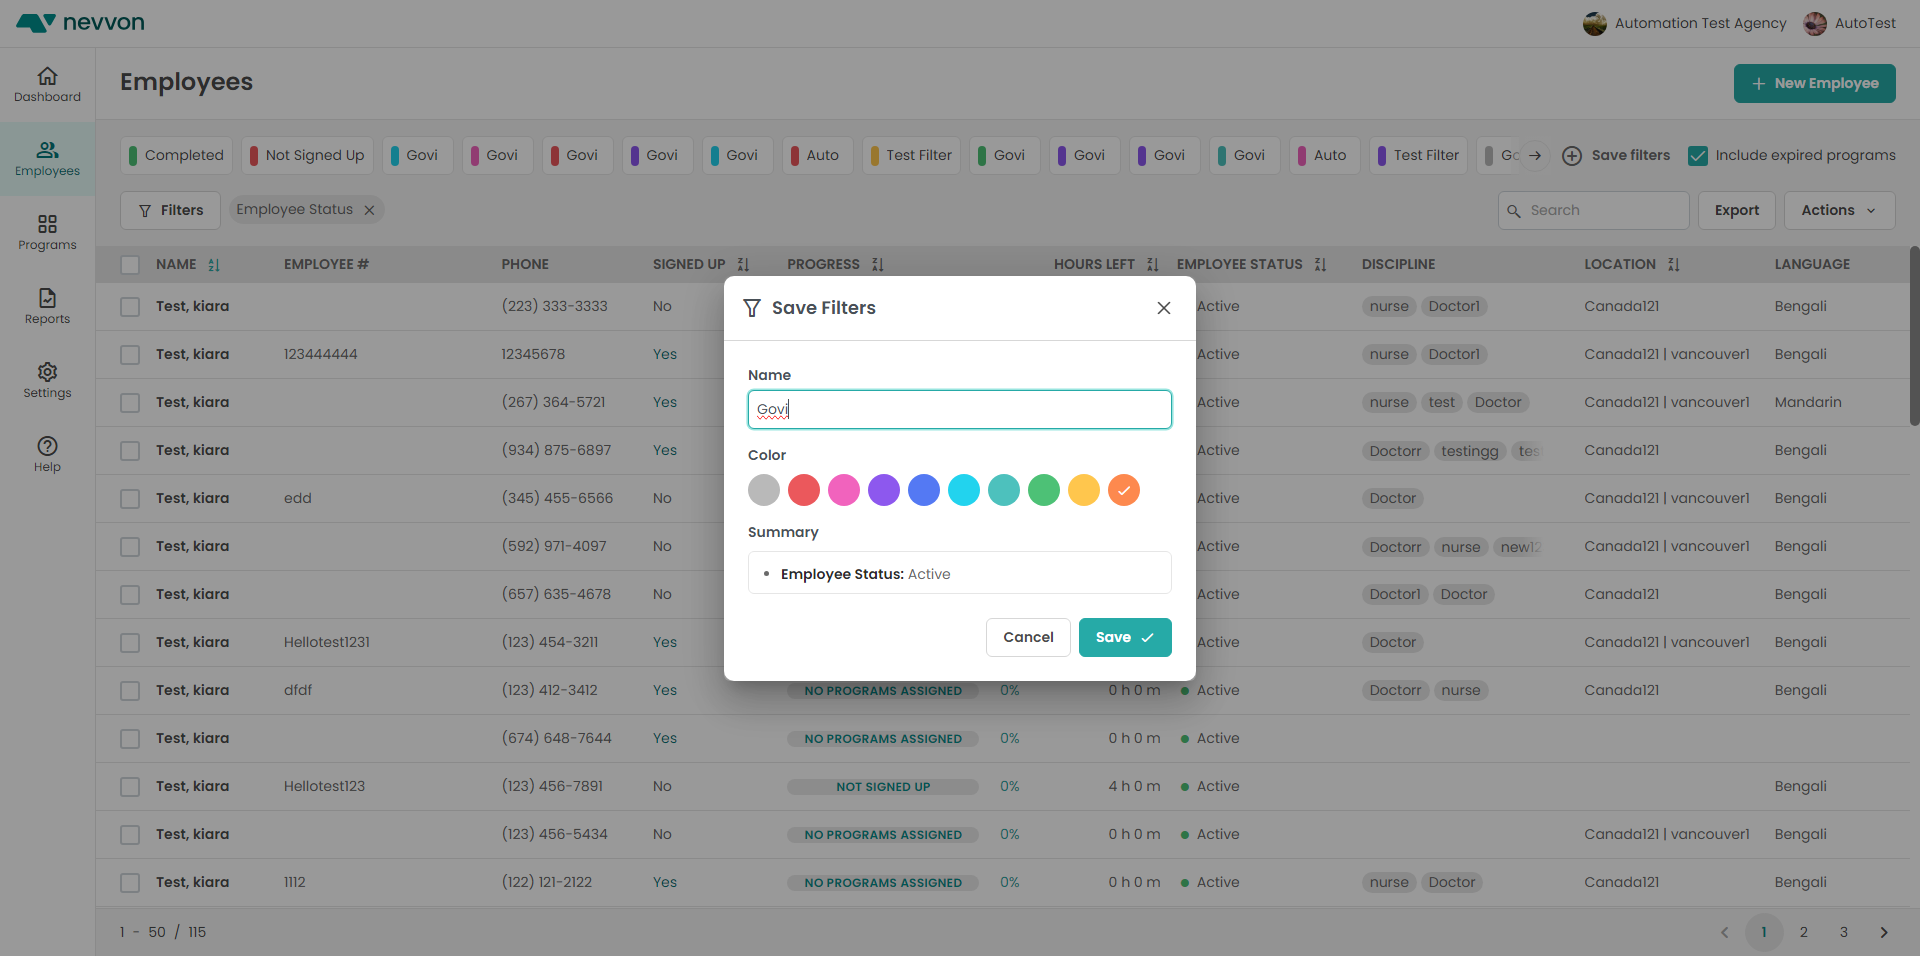 nevvon
Automation Test Agency AutoTest
Dashboard
Employees
Programs
Reports
Settings
Help
Employees
New Employee
Completed Not Signed Up Govi Govi Govi Govi Govi Auto Test Filter Govi Govi Govi Govi Auto Test Filter Save filters Include expired programs
Filters Employee Status Search Export Actions
NAME EMPLOYEE # PHONE SIGNED UP PROGRESS HOURS LEFT EMPLOYEE STATUS DISCIPLINE LOCATION LANGUAGE
Test, kiara (223) 333-3333 No Active nurse Doctor1 Canada121 Bengali
Test, kiara 123444444 12345678 Yes Active nurse Doctor1 Canada121 | vancouver1 Bengali
Test, kiara (267) 364-5721 Yes Active nurse test Doctor Canada121 | vancouver1 Mandarin
Test, kiara (934) 875-6897 Yes Active Doctorr testingg Canada121 Bengali
Test, kiara edd (345) 455-6566 No Active Doctor Canada121 | vancouver1 Bengali
Test, kiara (592) 971-4097 No Active Doctorr nurse Canada121 | vancouver1 Bengali
Test, kiara (657) 635-4678 No Active Doctor1 Doctor Canada121 Bengali
Test, kiara Hellotest1231 (123) 454-3211 Yes Active Doctor Canada121 | vancouver1 Bengali
Test, kiara dfdf (123) 412-3412 Yes NO PROGRAMS ASSIGNED 0% 0 h 0 m Active Doctorr nurse Canada121 Bengali
Test, kiara (674) 648-7644 Yes NO PROGRAMS ASSIGNED 0% 0 h 0 m Active
Test, kiara Hellotest123 (123) 456-7891 No NOT SIGNED UP 0% 4 h 0 m Active Bengali
Test, kiara (123) 456-5434 No NO PROGRAMS ASSIGNED 0% 0 h 0 m Active Canada121 | vancouver1 Bengali
Test, kiara 1112 (122) 121-2122 Yes NO PROGRAMS ASSIGNED 0% 0 h 0 m Active nurse Doctor Canada121 Bengali
1 - 50 / 115 1 2 3
Save Filters
Name
Govi
Color
Summary
• Employee Status: Active
Cancel Save